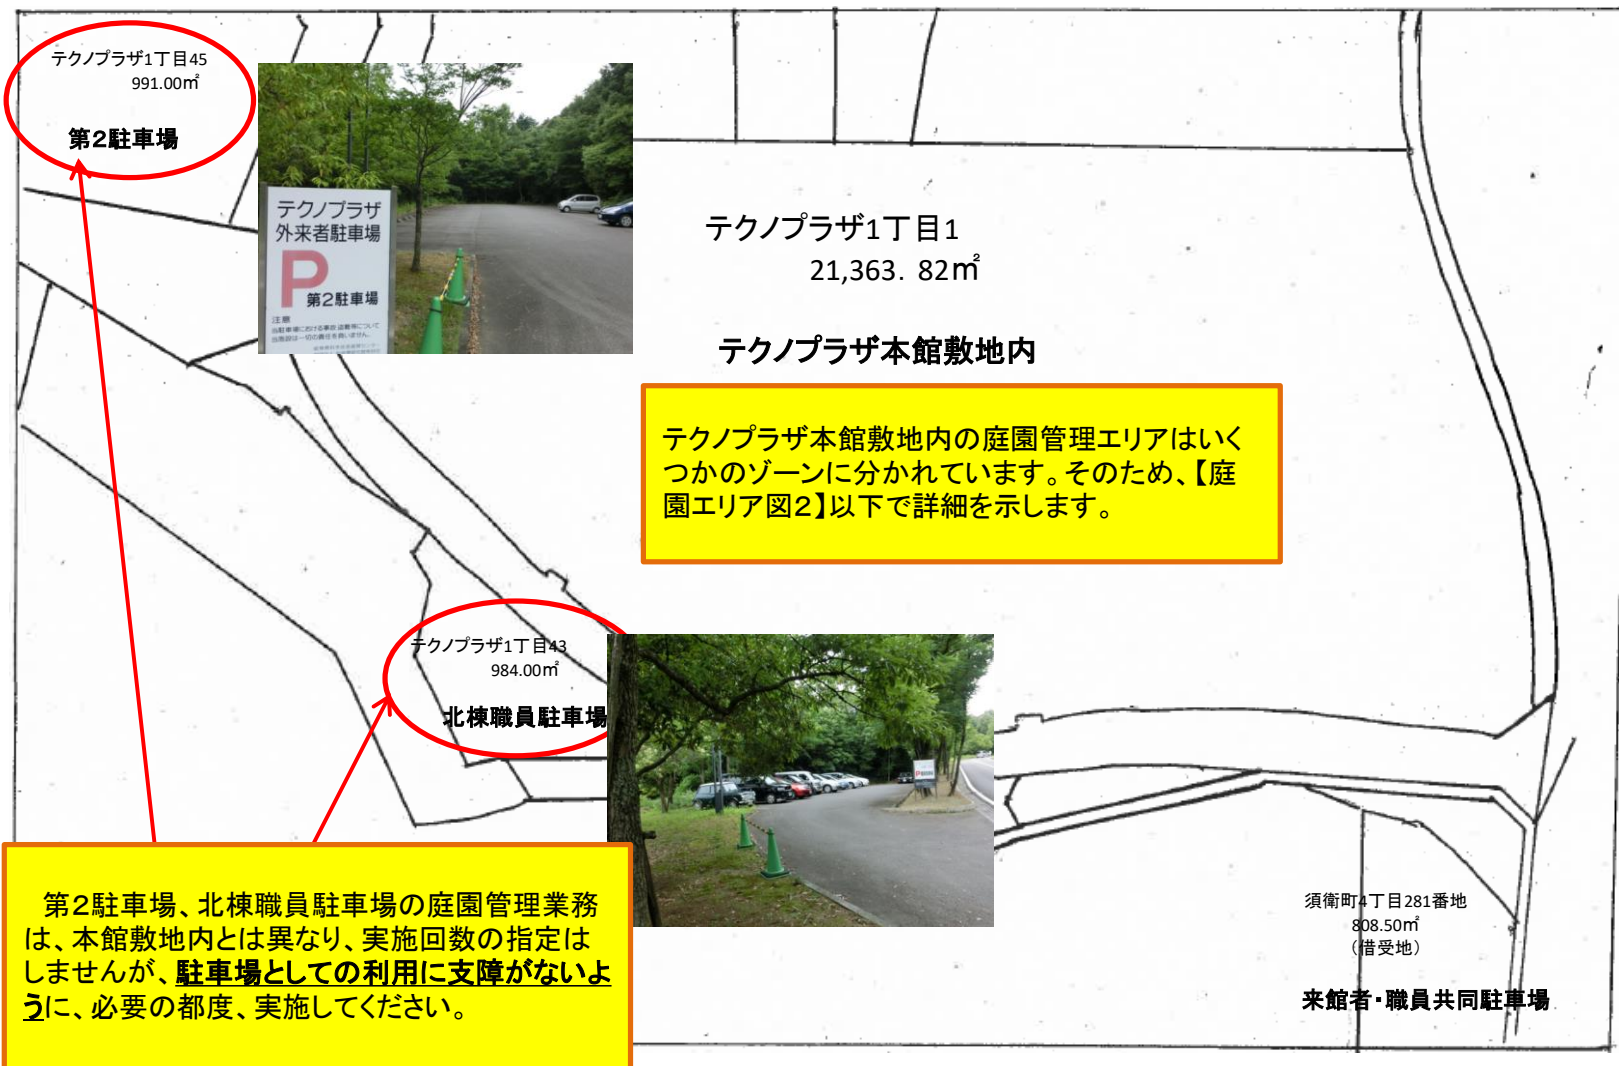 テクノプラザ1丁目45
991.00㎡
第2駐車場
テクノプラザ
外来者駐車場
P
第2駐車場
注意
テクノプラザ1丁目1
21,363. 82㎡
テクノプラザ本館敷地内
テクノプラザ本館敷地内の庭園管理エリアはいく
つかのゾーンに分かれています。そのため、【庭
園エリア図2】以下で詳細を示します。
テクノプラザ1丁目43
984.00㎡
北棟職員駐車場
第2駐車場、北棟職員駐車場の庭園管理業務
は、本館敷地内とは異なり、実施回数の指定は
しませんが、駐車場としての利用に支障がないよ
うに、必要の都度、実施してください。
須衛町4丁目281番地
808.50㎡
（借受地）
来館者・職員共同駐車場